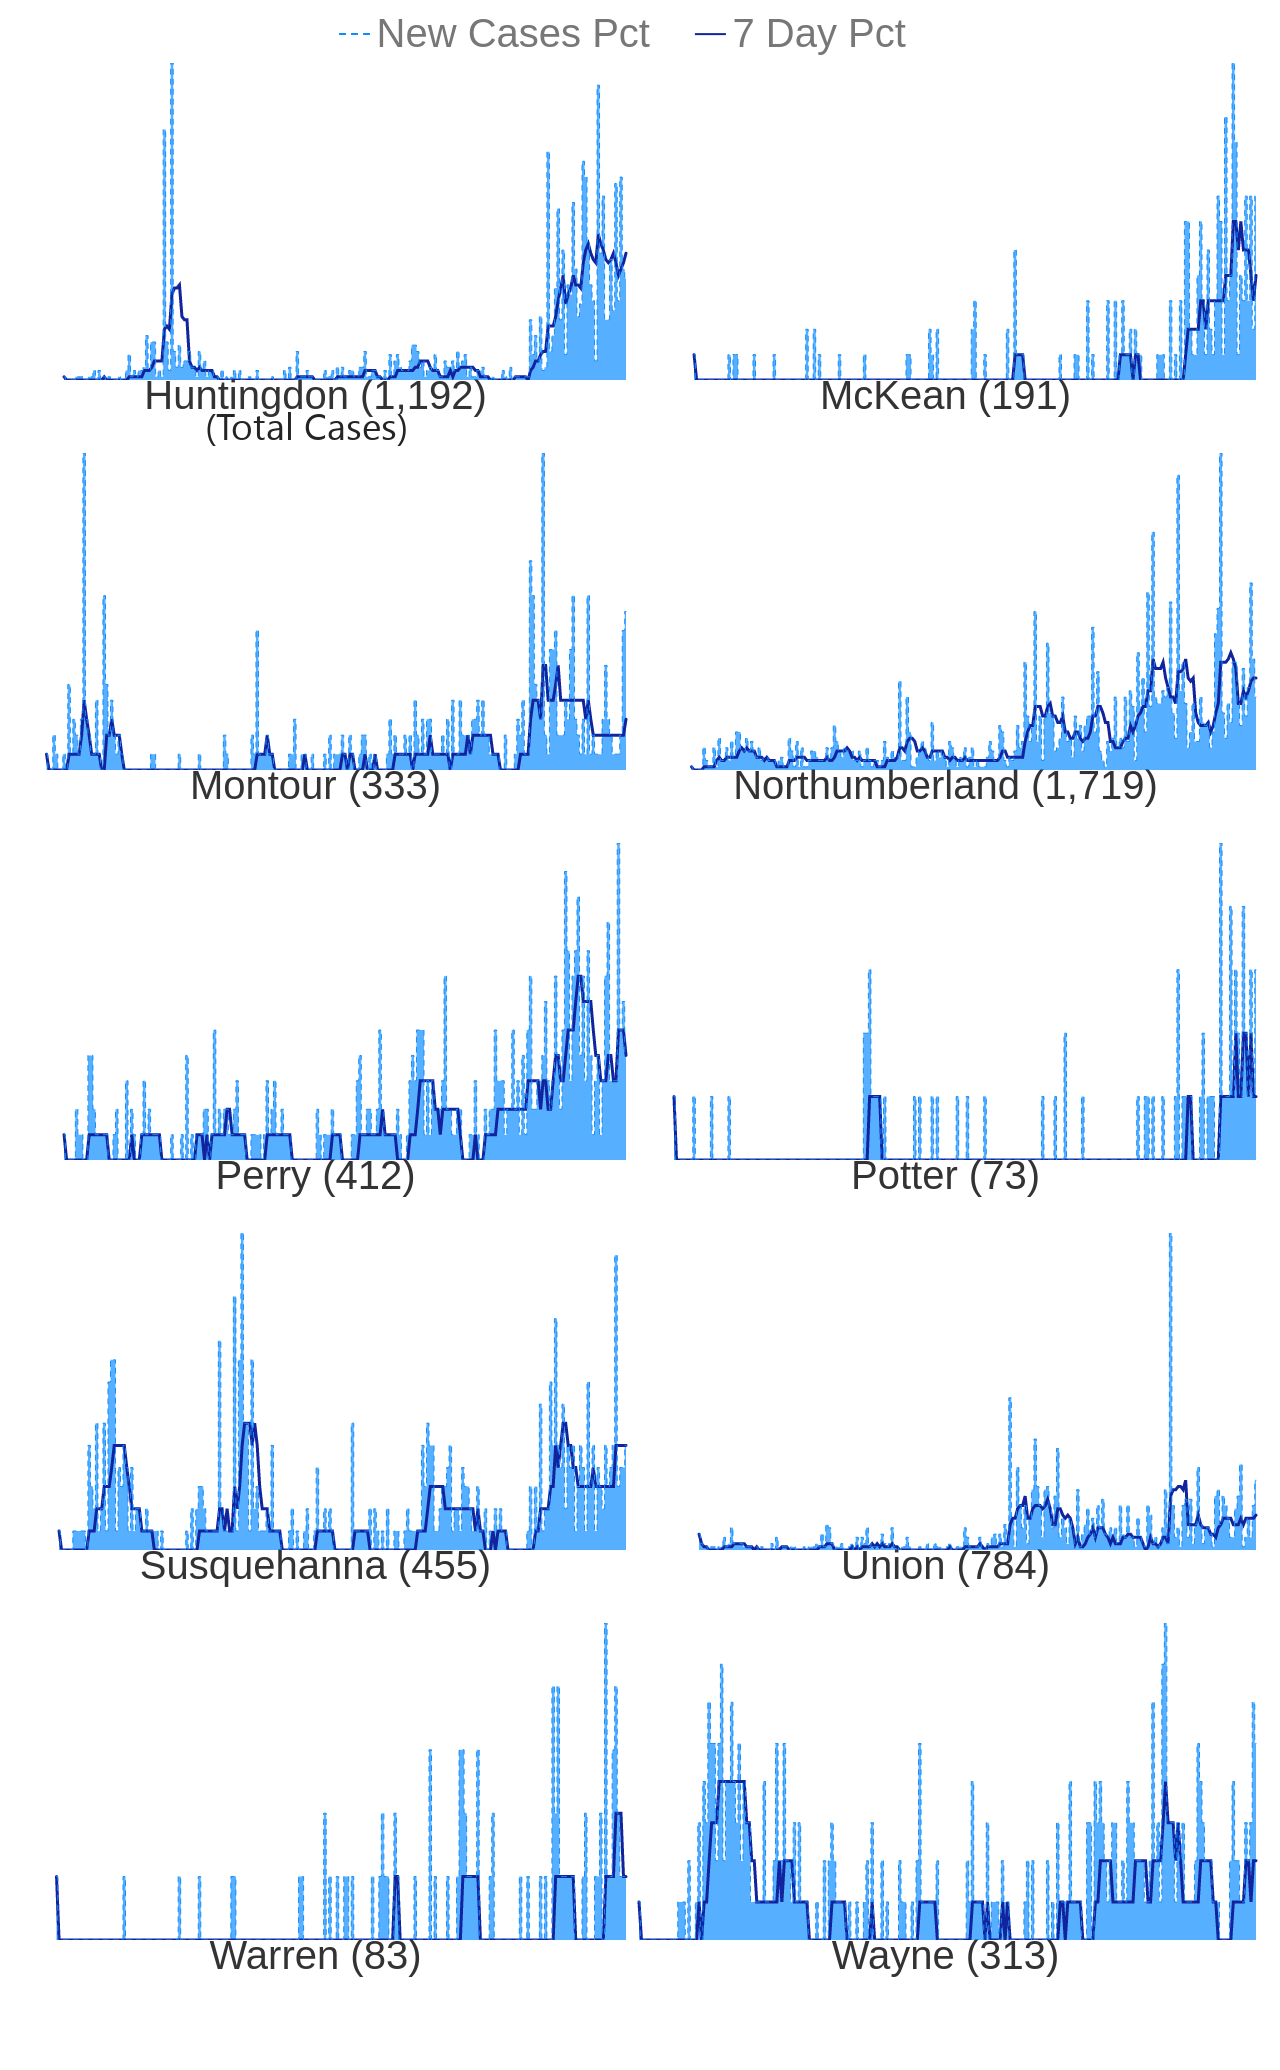 New Cases Pct 7 Day Pct
Huntingdon (1,192) McKean (191)
(Total Cases)
Montour (333) Northumberland (1,719)
Perry (412) Potter (73)
Susquehanna (455) Union (784)
Warren (83) Wayne (313)